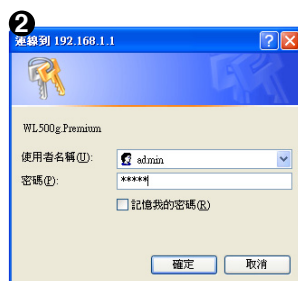 2
連線到 192.168.1.1
WL500g.Premium
使用者名稱(U):
admin
密碼(P):
*****
記憶我的密碼(R)
確定 取消